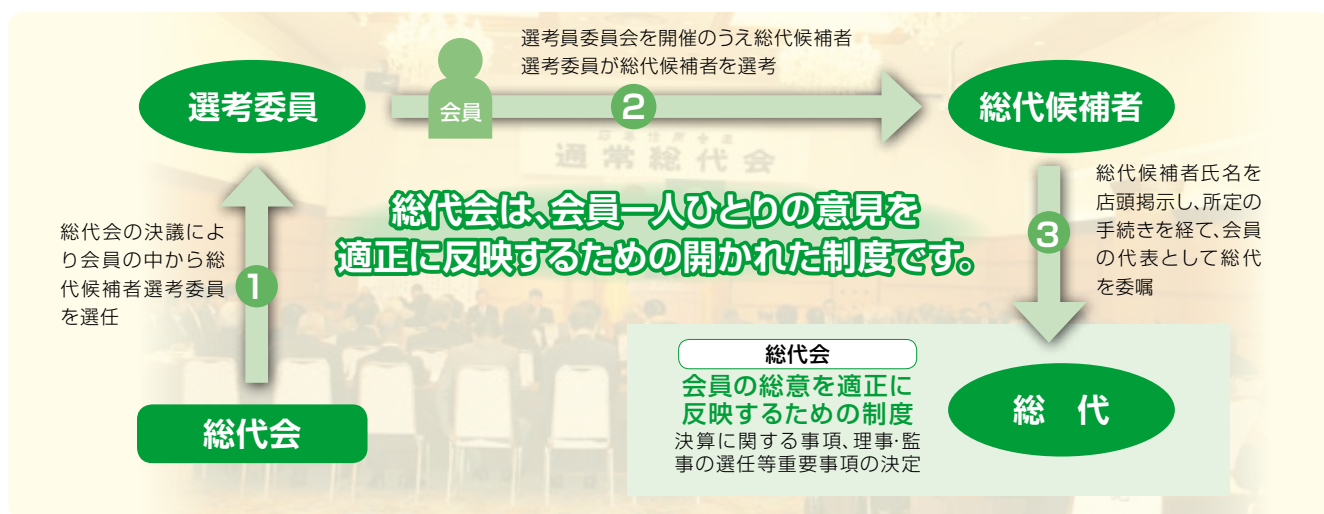 選考員委員会を開催のうえ総代候補者
選考委員が総代候補者を選考
選考委員
会員
2
総代候補者
通常総代会
総代会は、会員一人ひとりの意見を
適正に反映するための開かれた制度です。
総代候補者氏名を
店頭掲示し、所定の
手続きを経て、会員
の代表として総代
を委嘱
3
総代会の決議によ
り会員の中から総
代候補者選考委員
を選任
1
総代会
総代会
会員の総意を適正に
反映するための制度
決算に関する事項、理事・監
事の選任等重要事項の決定
総 代